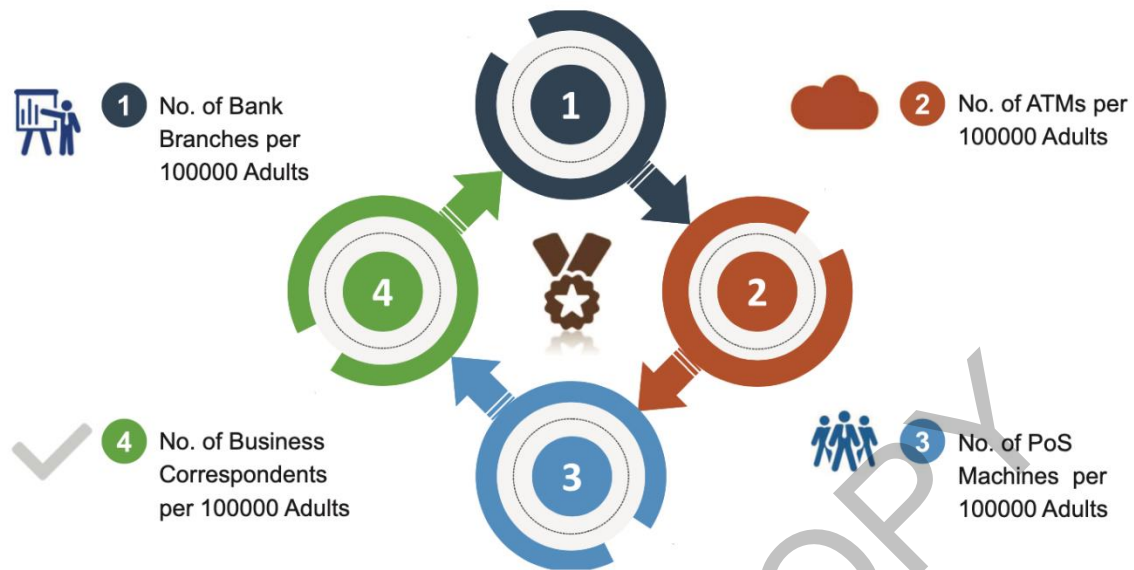 1 No. of Bank
Branches per
100000 Adults
2 No. of ATMs per
100000 Adults
1
2
3
4
4 No. of Business
Correspondents
per 100000 Adults
3 No. of PoS
Machines per
100000 Adults
OPY